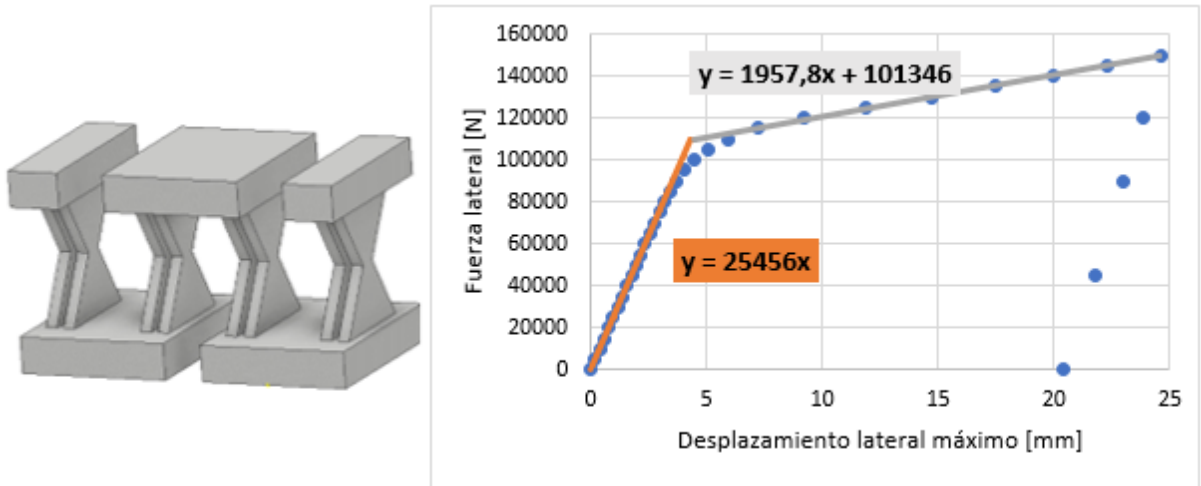 160000
140000
120000
100000
80000
60000
40000
20000
0
Fuerza lateral [N]
y = 1957,8x + 101346
y = 25456x
0 5 10 15 20 25
Desplazamiento lateral máximo [mm]